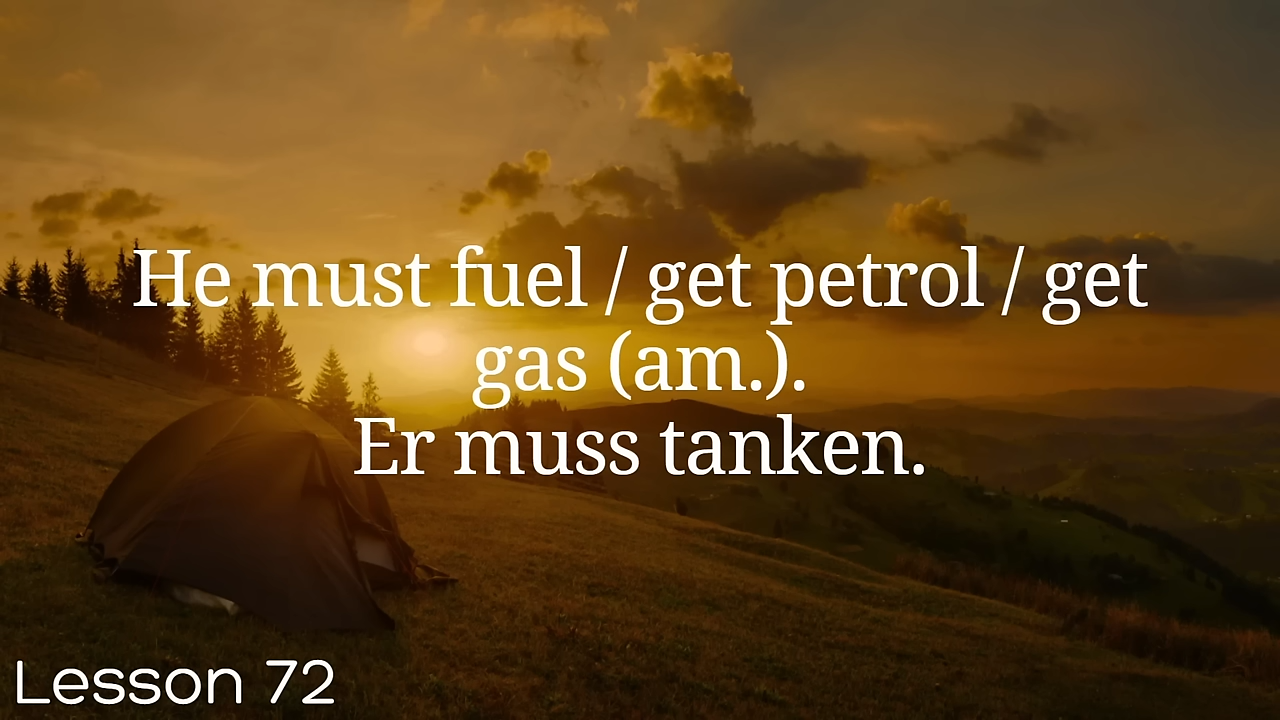 He must fuel / get petrol / get
gas (am.).
Er muss tanken.
Lesson 72